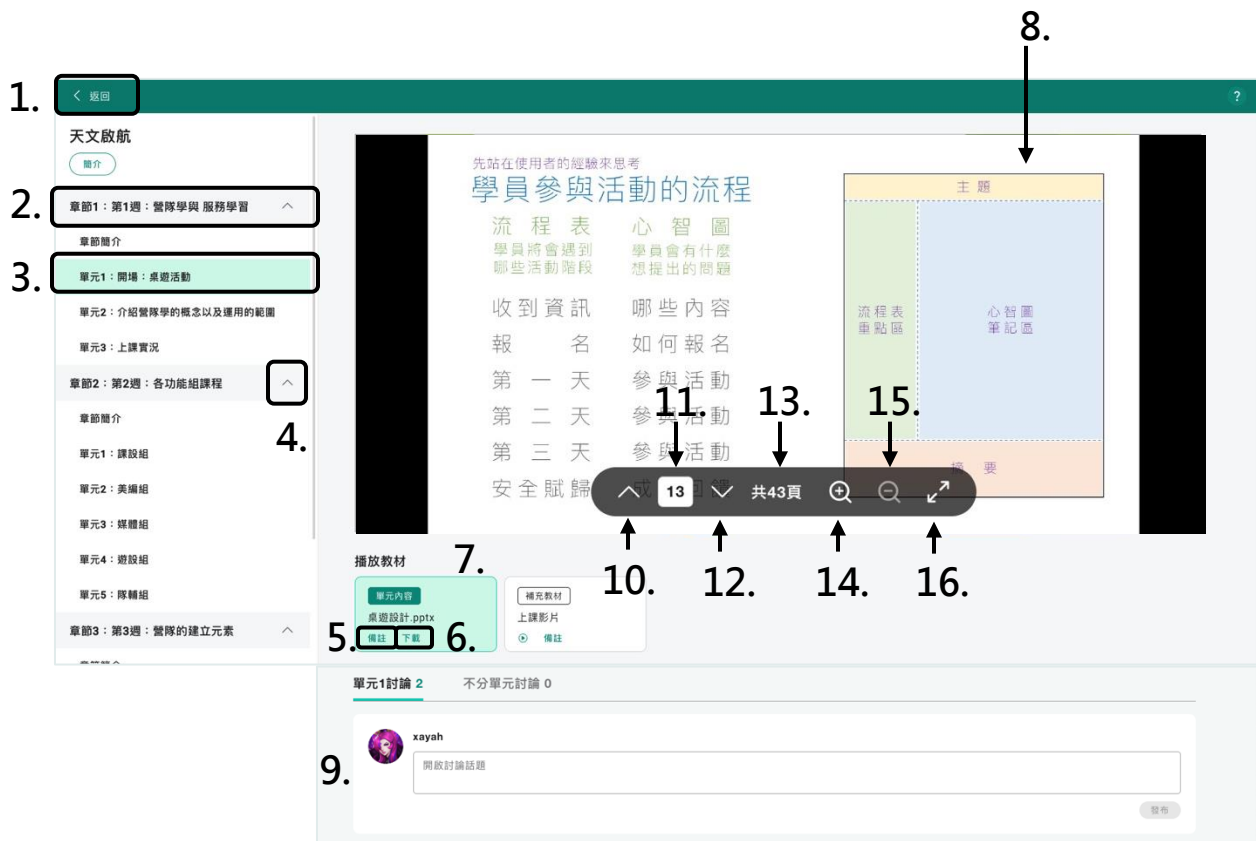 8.
1.
返回
?
天文啟航
簡介
2.
章節1：第1週：營隊學與 服務學習
章節簡介
3.
單元1：開場：桌遊活動
單元2：介紹營隊學的概念以及運用的範圍
單元3：上課實況
章節2：第2週：各功能組課程
4.
章節簡介
單元1：課設組
單元2：美編組
單元3：媒體組
單元4：遊設組
單元5：隊輔組
章節3：第3週：營隊的建立元素
先站在使用者的經驗來思考
學員參與活動的流程
流程表 心智圖
學員將會遇到 學員會有什麼
哪些活動階段 想提出的問題
收到資訊 哪些內容
報名 如何報名
第一天 參與活動
第二天 參與活動
第三天 參與活動
安全賦歸 成
主題
流程表
重點區
心智圖
筆記區
摘要
11. 13. 15.
13 共43頁
10. 12. 14. 16.
播放教材
7.
單元內容
桌遊設計.pptx
5. 備註 下載 6.
補充教材
上課影片
備註
單元1討論 2 不分單元討論 0
xayah
9.
開啟討論話題
發布